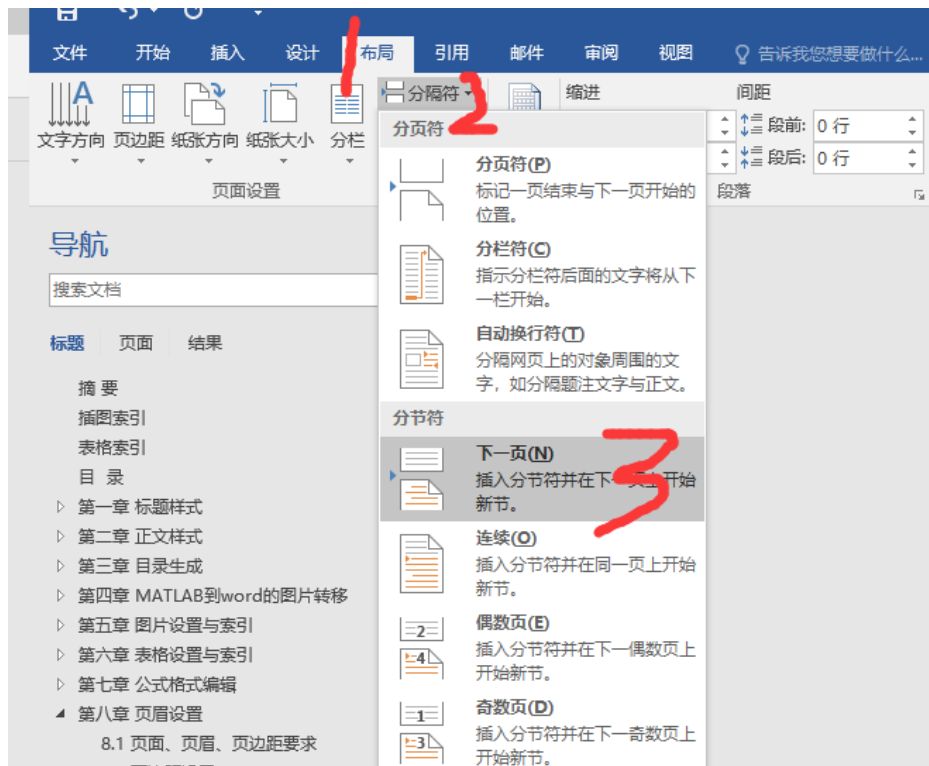 文件 开始 插入 设计 布局 引用 邮件 审阅 视图 告诉我您想要做什么...
分隔符 缩进 间距
文字方向 页边距 纸张方向 纸张大小 分栏
段前: 0 行
段后: 0 行
页面设置 段落
分页符
分页符(P)
标记一页结束与下一页开始的
位置。
分栏符(C)
指示分栏符后面的文字将从下
一栏开始。
自动换行符(T)
分隔网页上的对象周围的文
字，如分隔题注文字与正文。
分节符
下一页(N)
插入分节符并在下一页上开始
新节。
连续(O)
插入分节符并在同一页上开始
新节。
偶数页(E)
插入分节符并在下一偶数页上
开始新节。
奇数页(D)
插入分节符并在下一奇数页上
开始新节。
导航
搜索文档
标题 页面 结果
摘 要
插图索引
表格索引
目 录
第一章 标题样式
第二章 正文样式
第三章 目录生成
第四章 MATLAB到word的图片转移
第五章 图片设置与索引
第六章 表格设置与索引
第七章 公式格式编辑
第八章 页眉设置
8.1 页面、页眉、页边距要求
1
2
3